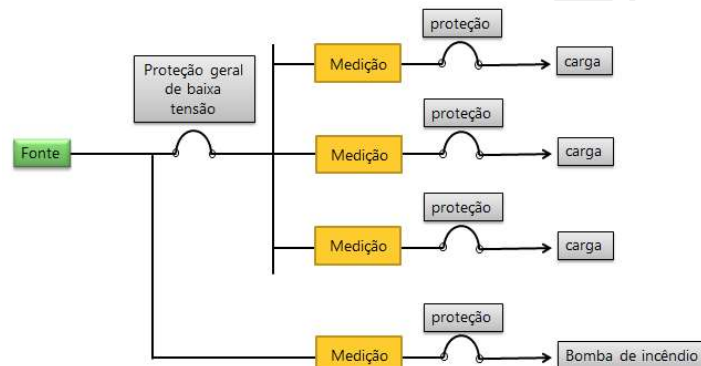 proteção
Medição
carga
Proteção geral
de baixa
tensão
proteção
Fonte
Medição
carga
proteção
Medição
carga
proteção
Medição
Bomba de incêndio